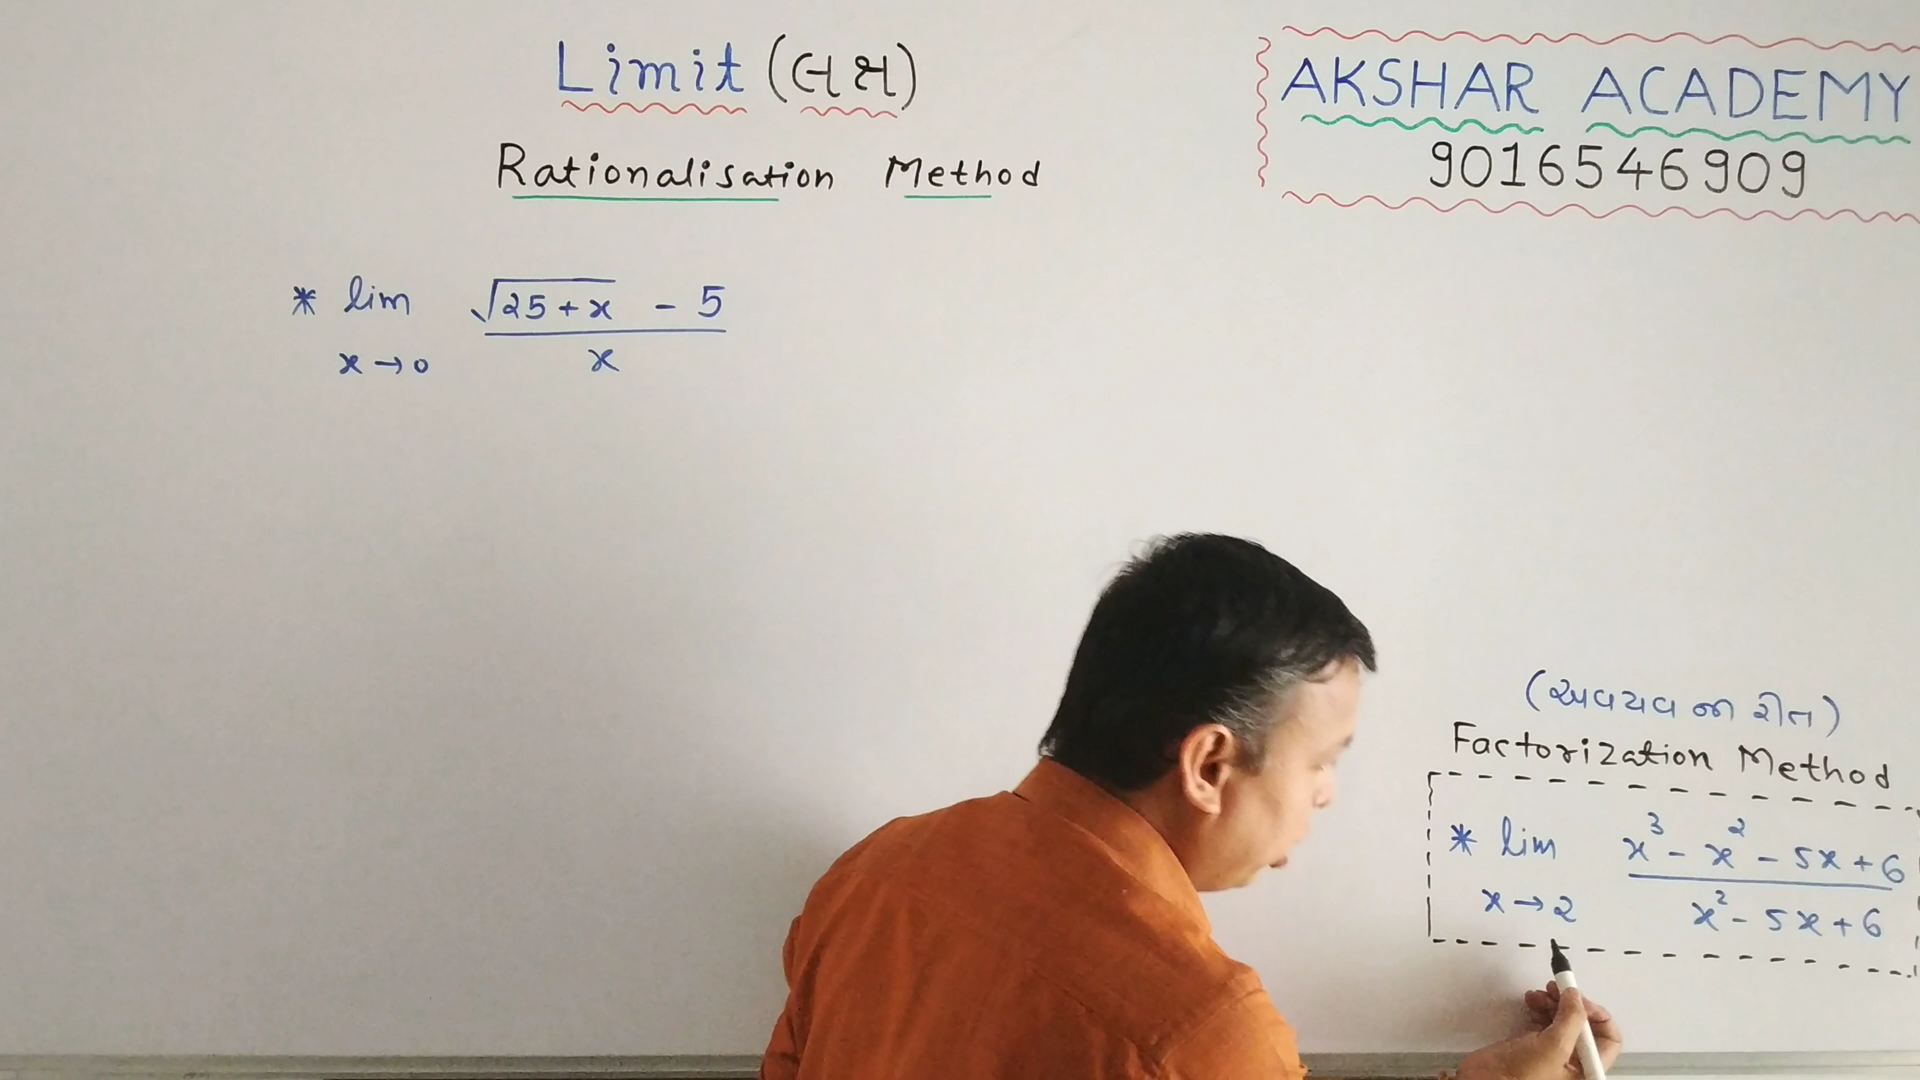 Limit (લક્ષ)
Rationalisation Method
AKSHAR ACADEMY
9016546909
* lim √(25+x) - 5
x→0 x
(અવયવ ની રીત)
Factorization Method
* lim x³ - x² - 5x + 6
x→2 x² - 5x + 6